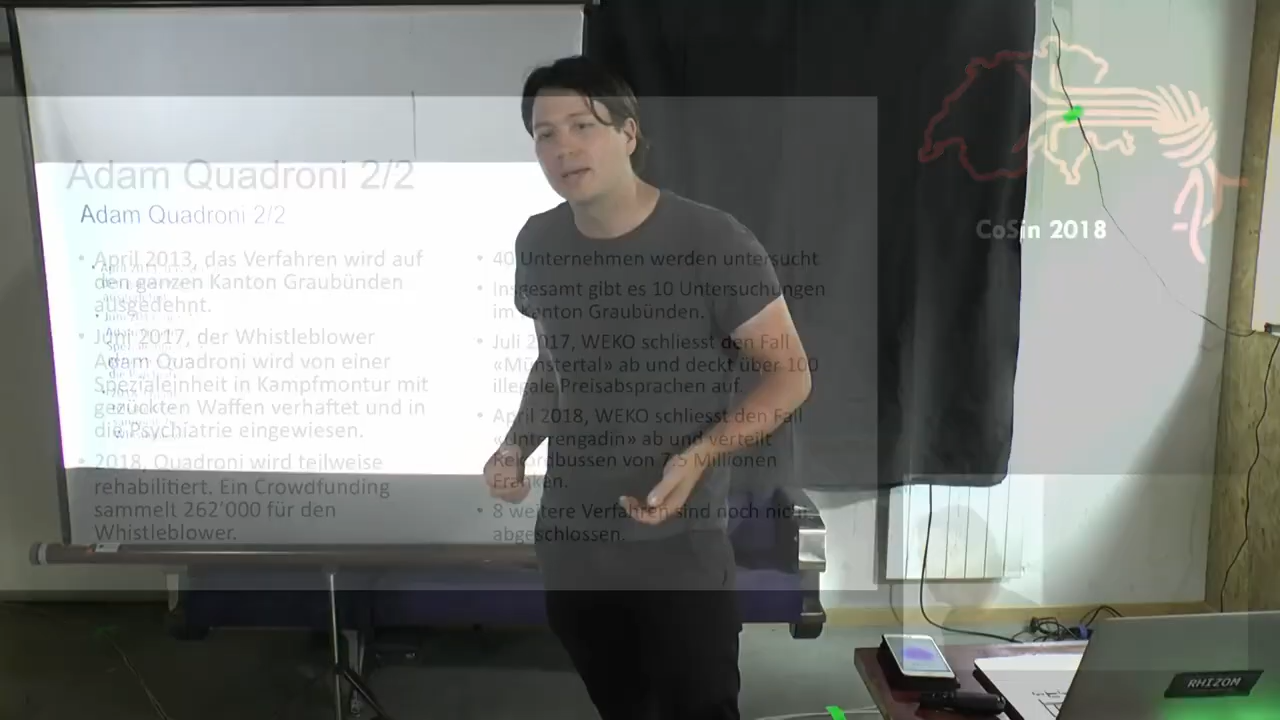 Adam Quadroni 2/2
Adam Quadroni 2/2
• April 2013, das Verfahren wird auf
den ganzen Kanton Graubünden
ausgedehnt.
• Juni 2017, der Whistleblower
Adam Quadroni wird von einer
Spezialeinheit in Kampfmontur mit
gezückten Waffen verhaftet und in
die Psychiatrie eingewiesen.
• 2018, Quadroni wird teilweise
rehabilitiert. Ein Crowdfunding
sammelt 262'000 für den
Whistleblower.
• 40 Unternehmen werden untersucht
• Insgesamt gibt es 10 Untersuchungen
im Kanton Graubünden.
• Juli 2017, WEKO schliesst den Fall
«Münstertal» ab und deckt über 100
illegale Preisabsprachen auf.
• April 2018, WEKO schliesst den Fall
«Unterengadin» ab und verteilt
Rekordbussen von 7.5 Millionen
Franken.
• 8 weitere Verfahren sind noch nicht
abgeschlossen.
CoSin 2018
RHIZOM